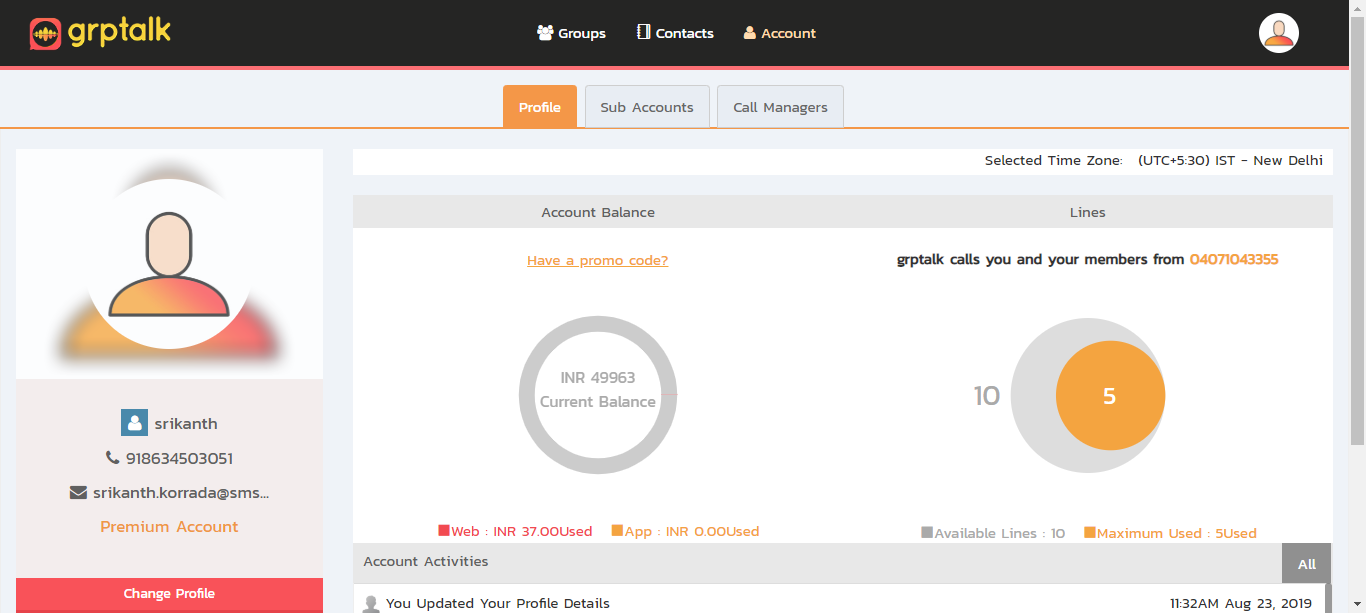 grptalk
Groups
Contacts
Account
Profile
Sub Accounts
Call Managers
Selected Time Zone: (UTC+5:30) IST - New Delhi
Account Balance
Lines
Have a promo code?
grptalk calls you and your members from 04071043355
INR 49963
Current Balance
10
5
srikanth
918634503051
srikanth.korrada@sms...
Premium Account
Change Profile
Web : INR 37.00Used
App : INR 0.00Used
Available Lines : 10
Maximum Used : 5Used
Account Activities
All
You Updated Your Profile Details
11:32AM Aug 23, 2019